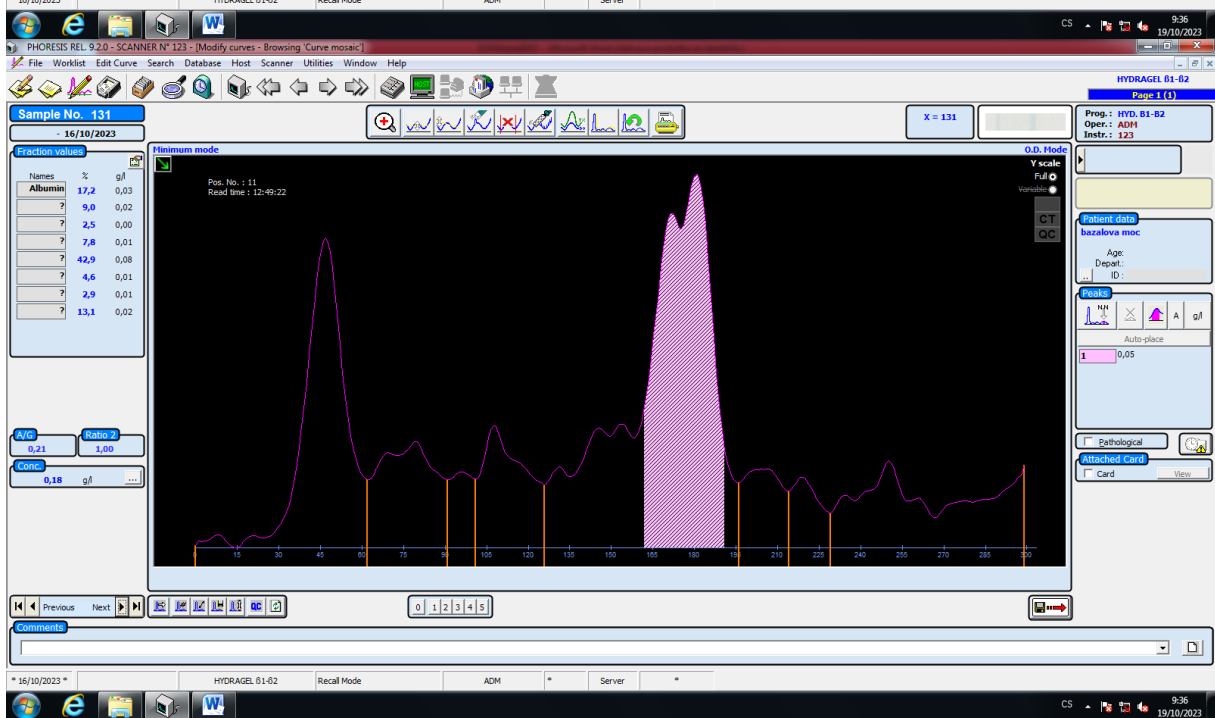 16/10/2023 HYDRAGEL ß1-ß2 Recall Mode ADM Server
CS 9:36
19/10/2023
PHORESIS REL. 9.2.0 - SCANNER N° 123 - [Modify curves - Browsing 'Curve mosaic']
File Worklist Edit Curve Search Database Host Scanner Utilities Window Help
HYDRAGEL ß1-ß2
Page 1 (1)
Sample No. 131
- 16/10/2023
X = 131
Prog.: HYD. B1-B2
Oper.: ADM
Instr.: 123
Fraction values
Names % g/l
Albumin 17,2 0,03
? 9,0 0,02
? 2,5 0,00
? 7,8 0,01
? 42,9 0,08
? 4,6 0,01
? 2,9 0,01
? 13,1 0,02
A/G
0,21
Ratio 2
1,00
Conc.
0,18 g/l ...
Minimum mode
O.D. Mode
Pos. No. : 11
Read time : 12:49:22
Y scale
Full
Variable
CT
QC
0 15 30 45 60 75 90 105 120 135 150 165 180 195 210 225 240 255 270 285 300
Patient data
bazalova moc
Age:
Depart.:
.. ID :
Peaks
N.N A g/l
Auto-place
1 0,05
Pathological
Attached Card
Card View
Previous Next
QC
0 1 2 3 4 5
Comments
* 16/10/2023 * HYDRAGEL ß1-ß2 Recall Mode ADM * Server *
CS 9:36
19/10/2023